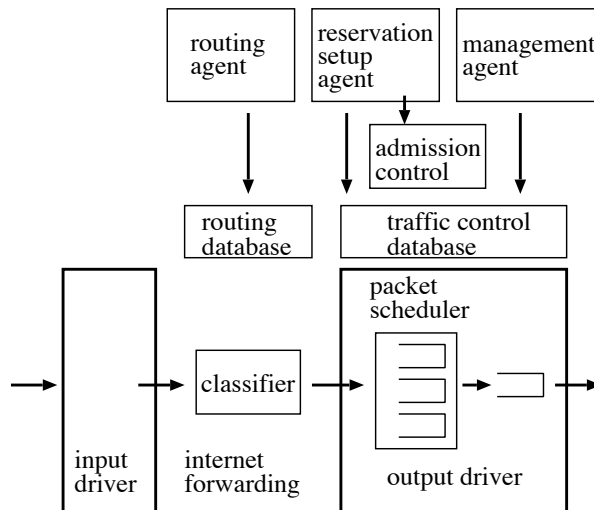 routing
agent
reservation
setup
agent
management
agent
admission
control
routing
database
traffic control
database
packet
scheduler
classifier
input
driver
internet
forwarding
output driver